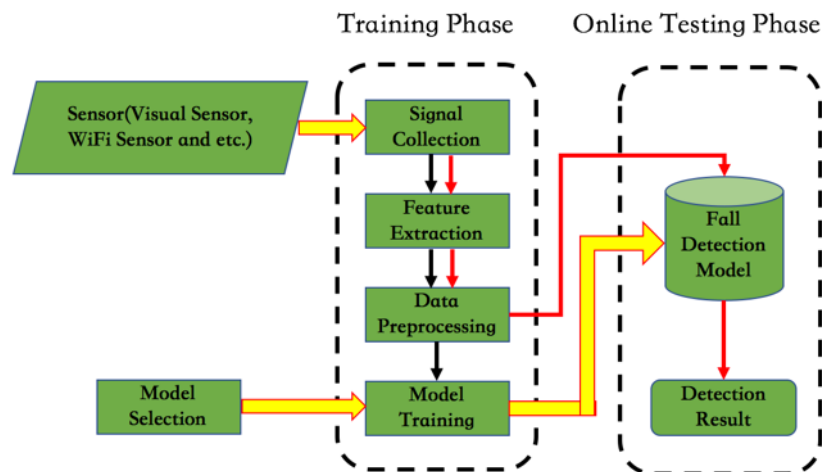 Training Phase
Online Testing Phase
Sensor(Visual Sensor,
WiFi Sensor and etc.)
Signal
Collection
Feature
Extraction
Data
Preprocessing
Model
Selection
Model
Training
Fall
Detection
Model
Detection
Result